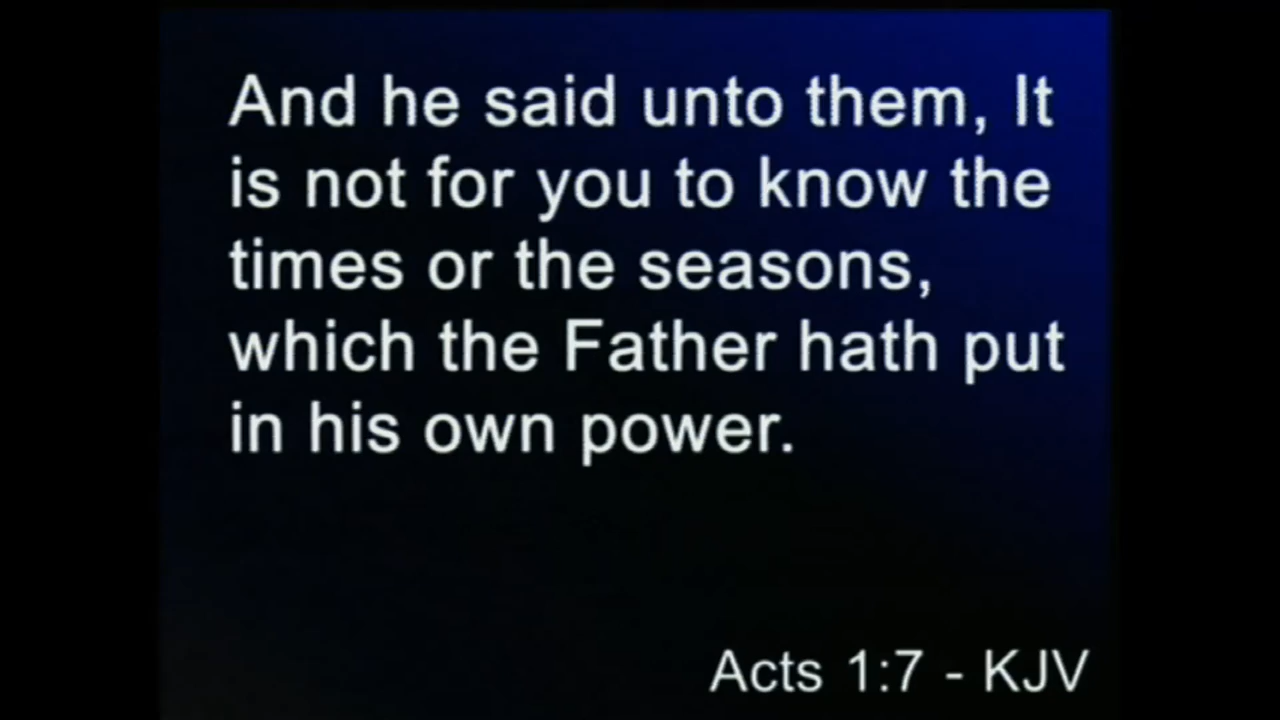 And he said unto them, It
is not for you to know the
times or the seasons,
which the Father hath put
in his own power.
Acts 1:7 - KJV